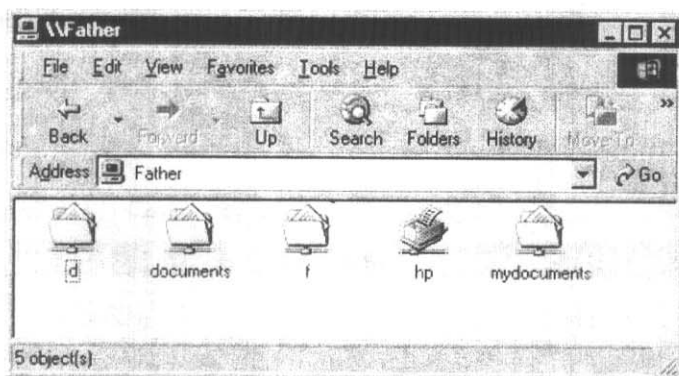 \\Father
File Edit View Favorites Tools Help
Back Forward Up Search Folders History Move To »
Address Father Go
d documents f hp mydocuments
5 object(s)